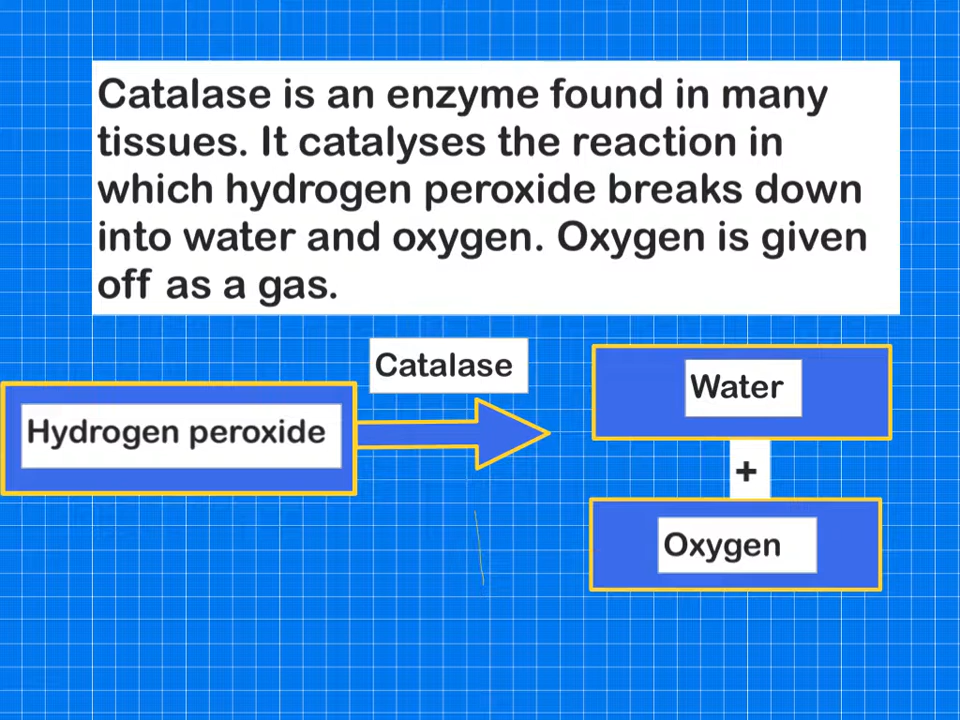 Catalase is an enzyme found in many
tissues. It catalyses the reaction in
which hydrogen peroxide breaks down
into water and oxygen. Oxygen is given
off as a gas.
Catalase
Hydrogen peroxide
Water
+
Oxygen